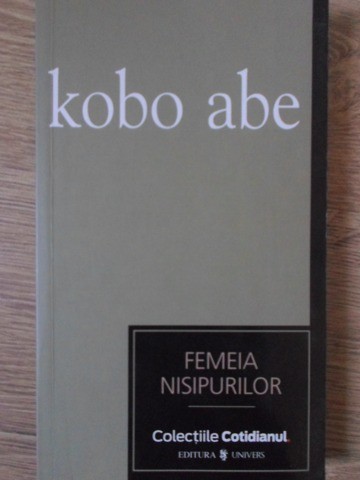 kobo abe
FEMEIA
NISIPURILOR
Colecțiile Cotidianul.
EDITURA UNIVERS